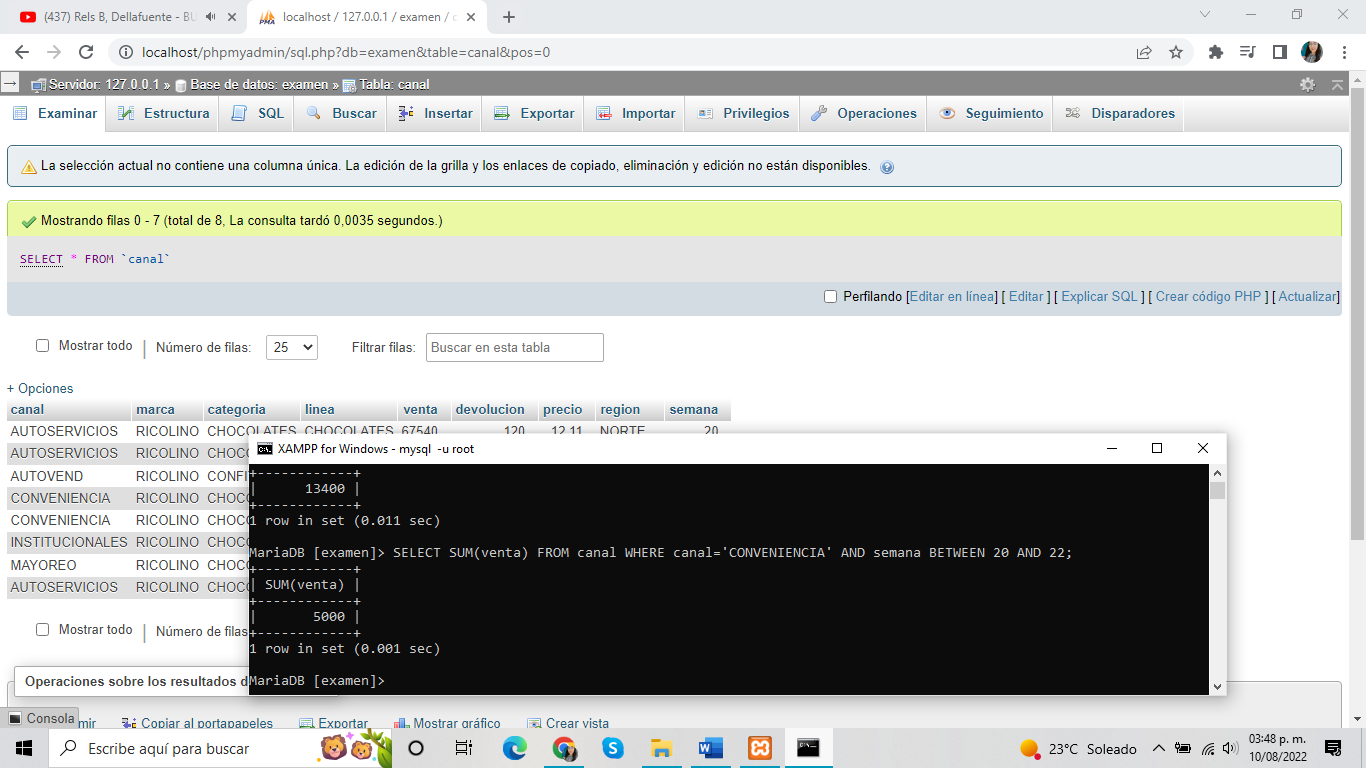 (437) Rels B, Dellafuente - BU
localhost / 127.0.0.1 / examen / c
localhost/phpmyadmin/sql.php?db=examen&table=canal&pos=0
Servidor: 127.0.0.1 » Base de datos: examen » Tabla: canal
Examinar Estructura SQL Buscar Insertar Exportar Importar Privilegios Operaciones Seguimiento Disparadores
La selección actual no contiene una columna única. La edición de la grilla y los enlaces de copiado, eliminación y edición no están disponibles.
Mostrando filas 0 - 7 (total de 8, La consulta tardó 0,0035 segundos.)
SELECT * FROM `canal`
Perfilando [Editar en línea] [ Editar ] [ Explicar SQL ] [ Crear código PHP ] [ Actualizar]
Mostrar todo | Número de filas: 25 Filtrar filas: Buscar en esta tabla
+ Opciones
canal marca categoria linea venta devolucion precio region semana
AUTOSERVICIOS RICOLINO CHOCOLATES CHOCOLATES 67540 120 12.11 NORTE 20
AUTOSERVICIOS RICOLINO CHOCO
AUTOVEND RICOLINO CONFI
CONVENIENCIA RICOLINO CHOCO
CONVENIENCIA RICOLINO CHOCO
INSTITUCIONALES RICOLINO CHOCO
MAYOREO RICOLINO CHOCO
AUTOSERVICIOS RICOLINO CHOCO
Mostrar todo | Número de filas
Operaciones sobre los resultados d
Consola
mir Copiar al portapapeles Exportar Mostrar gráfico Crear vista
XAMPP for Windows - mysql -u root
+------------+
| 13400 |
+------------+
1 row in set (0.011 sec)
MariaDB [examen]> SELECT SUM(venta) FROM canal WHERE canal='CONVENIENCIA' AND semana BETWEEN 20 AND 22;
+------------+
| SUM(venta) |
+------------+
| 5000 |
+------------+
1 row in set (0.001 sec)
MariaDB [examen]>
Escribe aquí para buscar
23°C Soleado
03:48 p. m.
10/08/2022